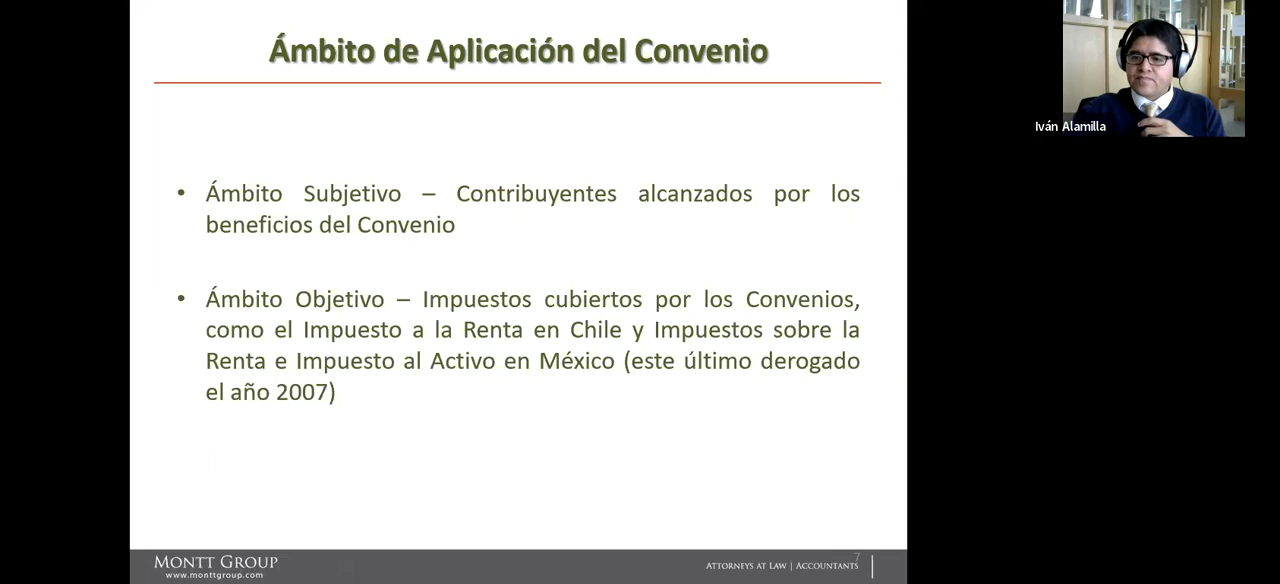 Ámbito de Aplicación del Convenio
Iván Alamilla
• Ámbito Subjetivo – Contribuyentes alcanzados por los
beneficios del Convenio
• Ámbito Objetivo – Impuestos cubiertos por los Convenios,
como el Impuesto a la Renta en Chile y Impuestos sobre la
Renta e Impuesto al Activo en México (este último derogado
el año 2007)
MONTT GROUP
www.monttgroup.com
7
ATTORNEYS AT LAW | ACCOUNTANTS